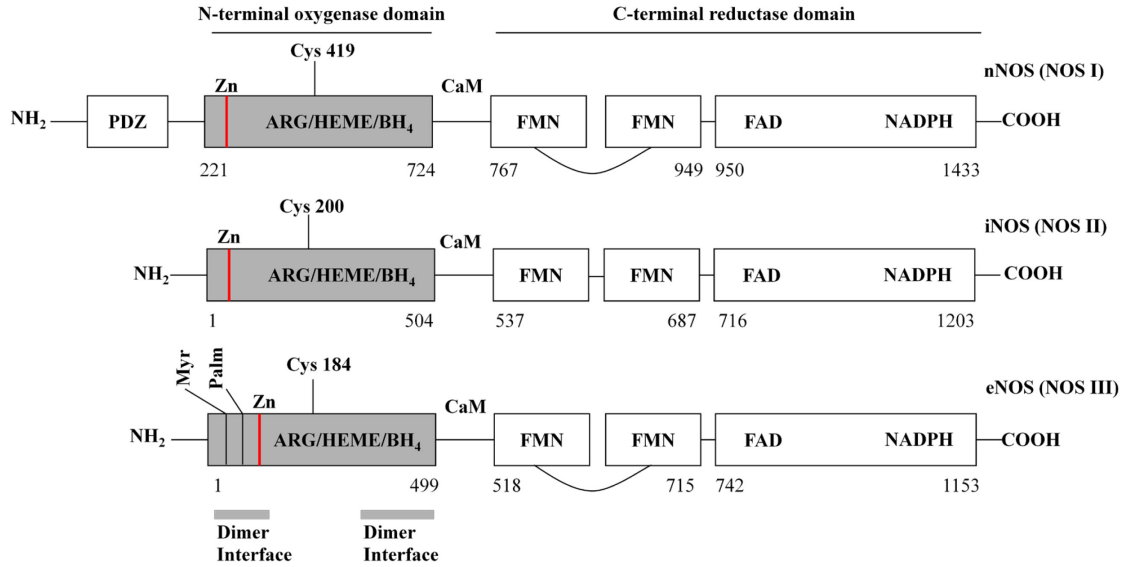 N-terminal oxygenase domain C-terminal reductase domain
Cys 419
nNOS (NOS I)
Zn CaM
NH2 PDZ ARG/HEME/BH4 FMN FMN FAD NADPH COOH
221 724 767 949 950 1433
Cys 200
iNOS (NOS II)
Zn CaM
NH2 ARG/HEME/BH4 FMN FMN FAD NADPH COOH
1 504 537 687 716 1203
Myr Palm
Cys 184
eNOS (NOS III)
Zn CaM
NH2 ARG/HEME/BH4 FMN FMN FAD NADPH COOH
1 499 518 715 742 1153
Dimer Dimer
Interface Interface